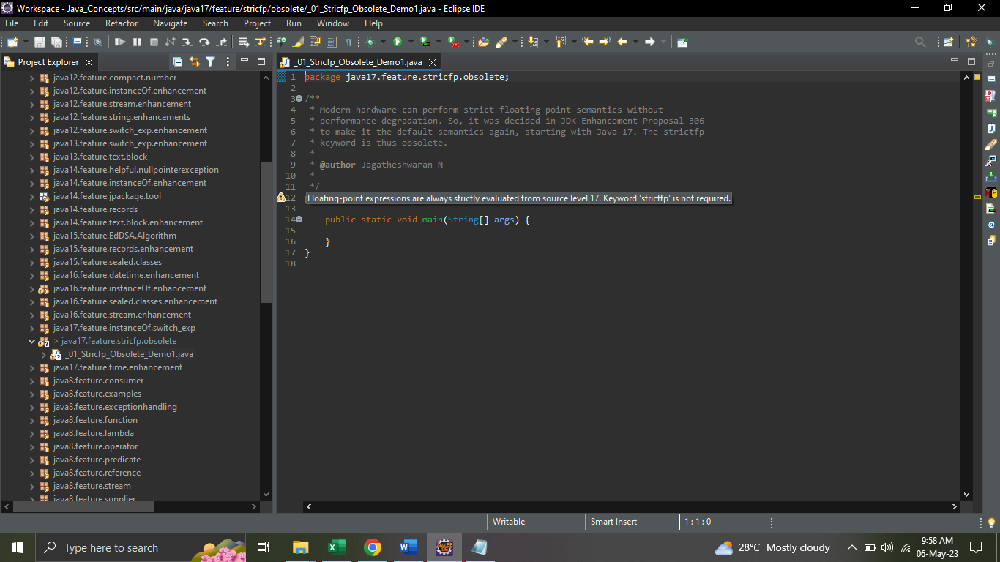 Workspace - Java_Concepts/src/main/java/java17/feature/stricfp/obsolete/_01_Stricfp_Obsolete_Demo1.java - Eclipse IDE
File Edit Source Refactor Navigate Search Project Run Window Help
Project Explorer
java12.feature.compact.number
java12.feature.instanceOf.enhancement
java12.feature.stream.enhancement
java12.feature.string.enhancements
java12.feature.switch_exp.enhancement
java13.feature.switch_exp.enhancement
java13.feature.text.block
java14.feature.helpful.nullpointerexception
java14.feature.instanceOf.enhancement
java14.feature.jpackage.tool
java14.feature.records
java14.feature.text.block.enhancement
java15.feature.EdDSA.Algorithm
java15.feature.records.enhancement
java15.feature.sealed.classes
java16.feature.datetime.enhancement
java16.feature.instanceOf.enhancement
java16.feature.sealed.classes.enhancement
java16.feature.stream.enhancement
java17.feature.instanceOf.switch_exp
> java17.feature.stricfp.obsolete
_01_Stricfp_Obsolete_Demo1.java
java17.feature.time.enhancement
java8.feature.consumer
java8.feature.examples
java8.feature.exceptionhandling
java8.feature.function
java8.feature.lambda
java8.feature.operator
java8.feature.predicate
java8.feature.reference
java8.feature.stream
java8.feature.supplier
_01_Stricfp_Obsolete_Demo1.java
1 package java17.feature.stricfp.obsolete;
2
3 /**
4 * Modern hardware can perform strict floating-point semantics without
5 * performance degradation. So, it was decided in JDK Enhancement Proposal 306
6 * to make it the default semantics again, starting with Java 17. The strictfp
7 * keyword is thus obsolete.
8 *
9 * @author Jagatheshwaran N
10 *
11 */
12 Floating-point expressions are always strictly evaluated from source level 17. Keyword 'strictfp' is not required.
13
14 public static void main(String[] args) {
15
16 }
17 }
18
Writable Smart Insert 1 : 1 : 0
Type here to search
28°C Mostly cloudy
9:58 AM
06-May-23